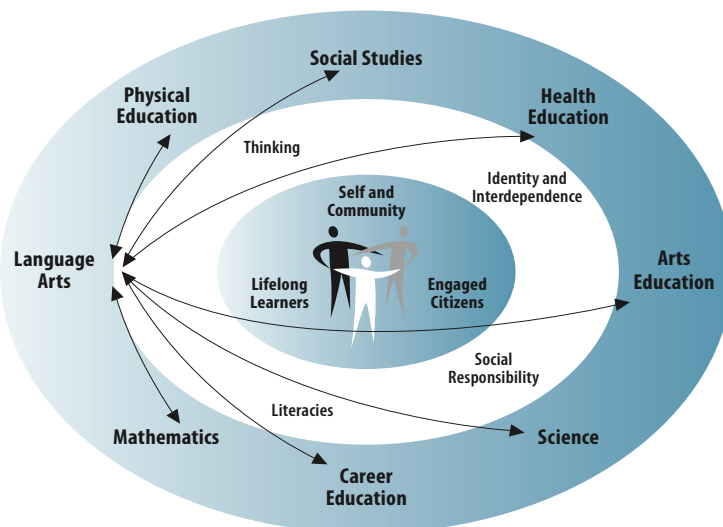 Social Studies
Physical
Education
Health
Education
Thinking
Identity and
Interdependence
Self and
Community
Language
Arts
Lifelong
Learners
Engaged
Citizens
Arts
Education
Social
Responsibility
Literacies
Mathematics
Science
Career
Education